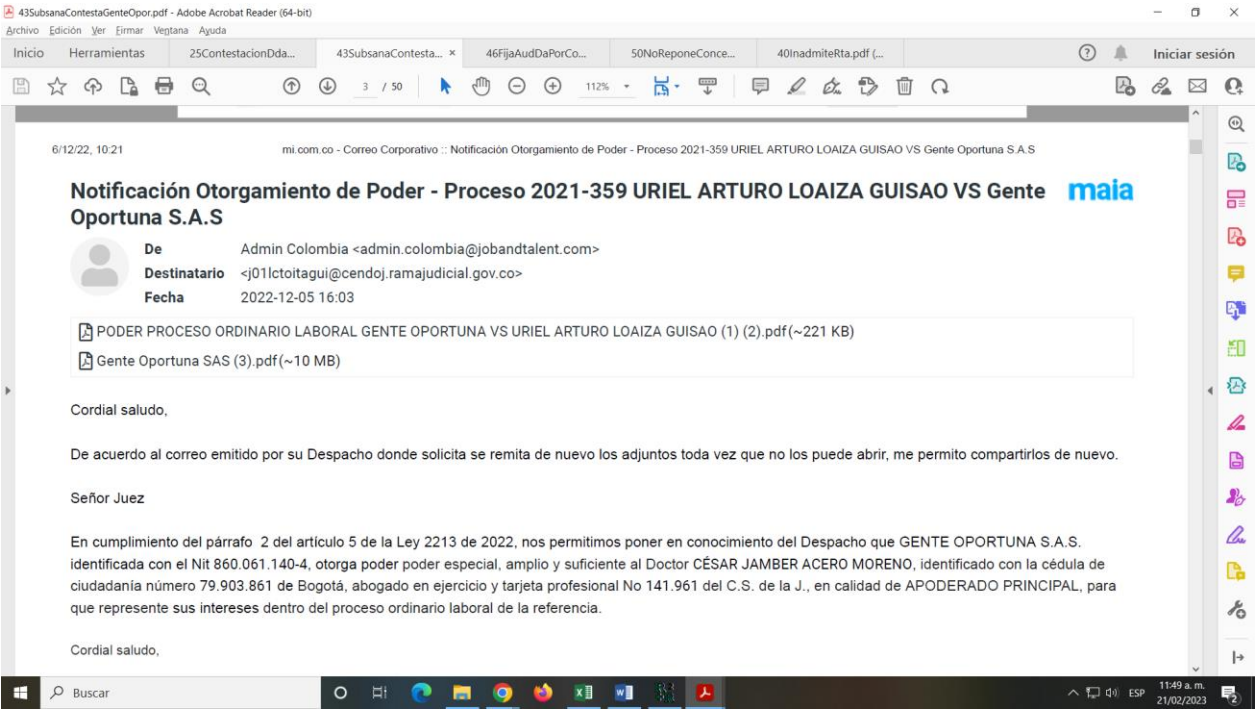 43SubsanaContestaGenteOpor.pdf - Adobe Acrobat Reader (64-bit)
Archivo Edición Ver Firmar Ventana Ayuda
Inicio Herramientas 25ContestacionDda... 43SubsanaContesta... × 46FijaAudDaPorCo... 50NoReponeConce... 40InadmiteRta.pdf (... Iniciar sesión
3 / 50 112%
6/12/22, 10:21 mi.com.co - Correo Corporativo :: Notificación Otorgamiento de Poder - Proceso 2021-359 URIEL ARTURO LOAIZA GUISAO VS Gente Oportuna S.A.S
Notificación Otorgamiento de Poder - Proceso 2021-359 URIEL ARTURO LOAIZA GUISAO VS Gente maia
Oportuna S.A.S
De Admin Colombia <admin.colombia@jobandtalent.com>
Destinatario <j01lctoitagui@cendoj.ramajudicial.gov.co>
Fecha 2022-12-05 16:03
PODER PROCESO ORDINARIO LABORAL GENTE OPORTUNA VS URIEL ARTURO LOAIZA GUISAO (1) (2).pdf(~221 KB)
Gente Oportuna SAS (3).pdf(~10 MB)
Cordial saludo,
De acuerdo al correo emitido por su Despacho donde solicita se remita de nuevo los adjuntos toda vez que no los puede abrir, me permito compartirlos de nuevo.
Señor Juez
En cumplimiento del párrafo 2 del artículo 5 de la Ley 2213 de 2022, nos permitimos poner en conocimiento del Despacho que GENTE OPORTUNA S.A.S.
identificada con el Nit 860.061.140-4, otorga poder poder especial, amplio y suficiente al Doctor CÉSAR JAMBER ACERO MORENO, identificado con la cédula de
ciudadanía número 79.903.861 de Bogotá, abogado en ejercicio y tarjeta profesional No 141.961 del C.S. de la J., en calidad de APODERADO PRINCIPAL, para
que represente sus intereses dentro del proceso ordinario laboral de la referencia.
Cordial saludo,
Buscar ESP 11:49 a. m.
21/02/2023 2